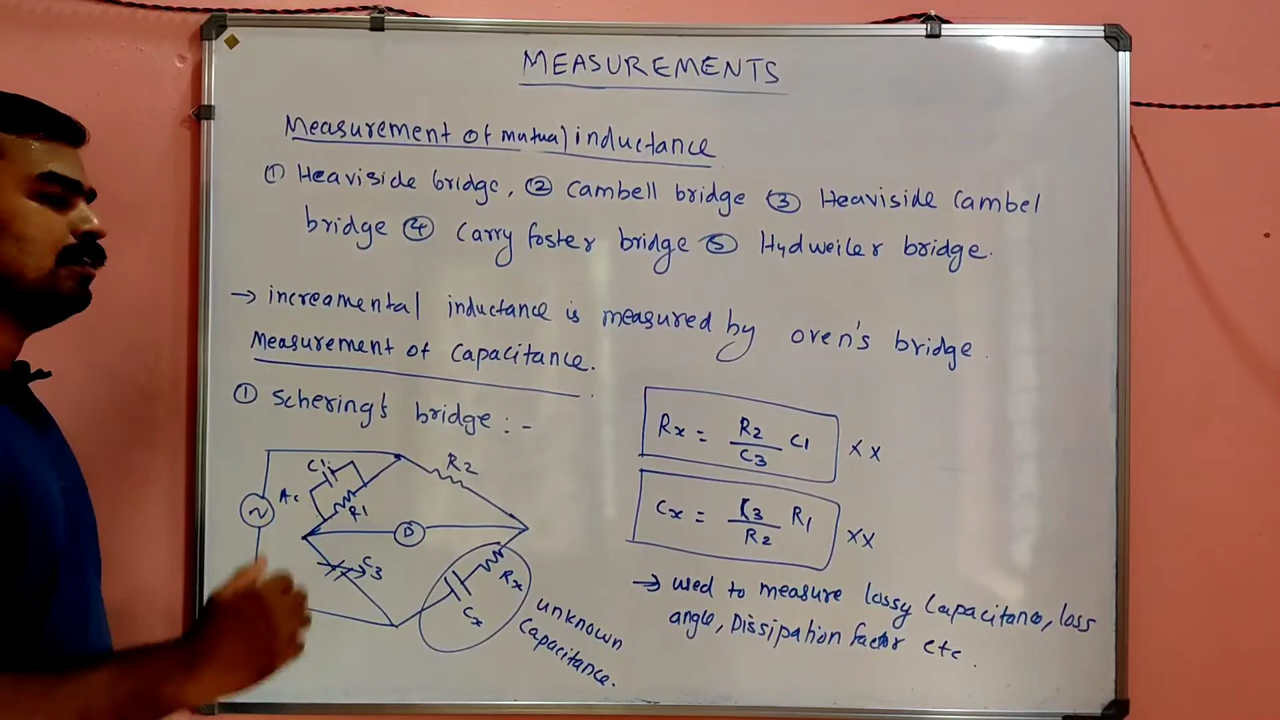 MEASUREMENTS
Measurement of mutual inductance
① Heaviside bridge, ② Cambell bridge ③ Heaviside Cambel
bridge ④ Carry foster bridge ⑤ Hydweiler bridge.
→ increamental inductance is measured by oven's bridge.
Measurement of Capacitance.
① Schering's bridge :-
Rx = R2/C3 C1 xx
Cx = C3/R2 R1 xx
C1
R2
Ac
R1
D
C3
Rx
Cx
unknown
Capacitance.
→ used to measure lossy Capacitance, loss
angle, Dissipation factor etc.